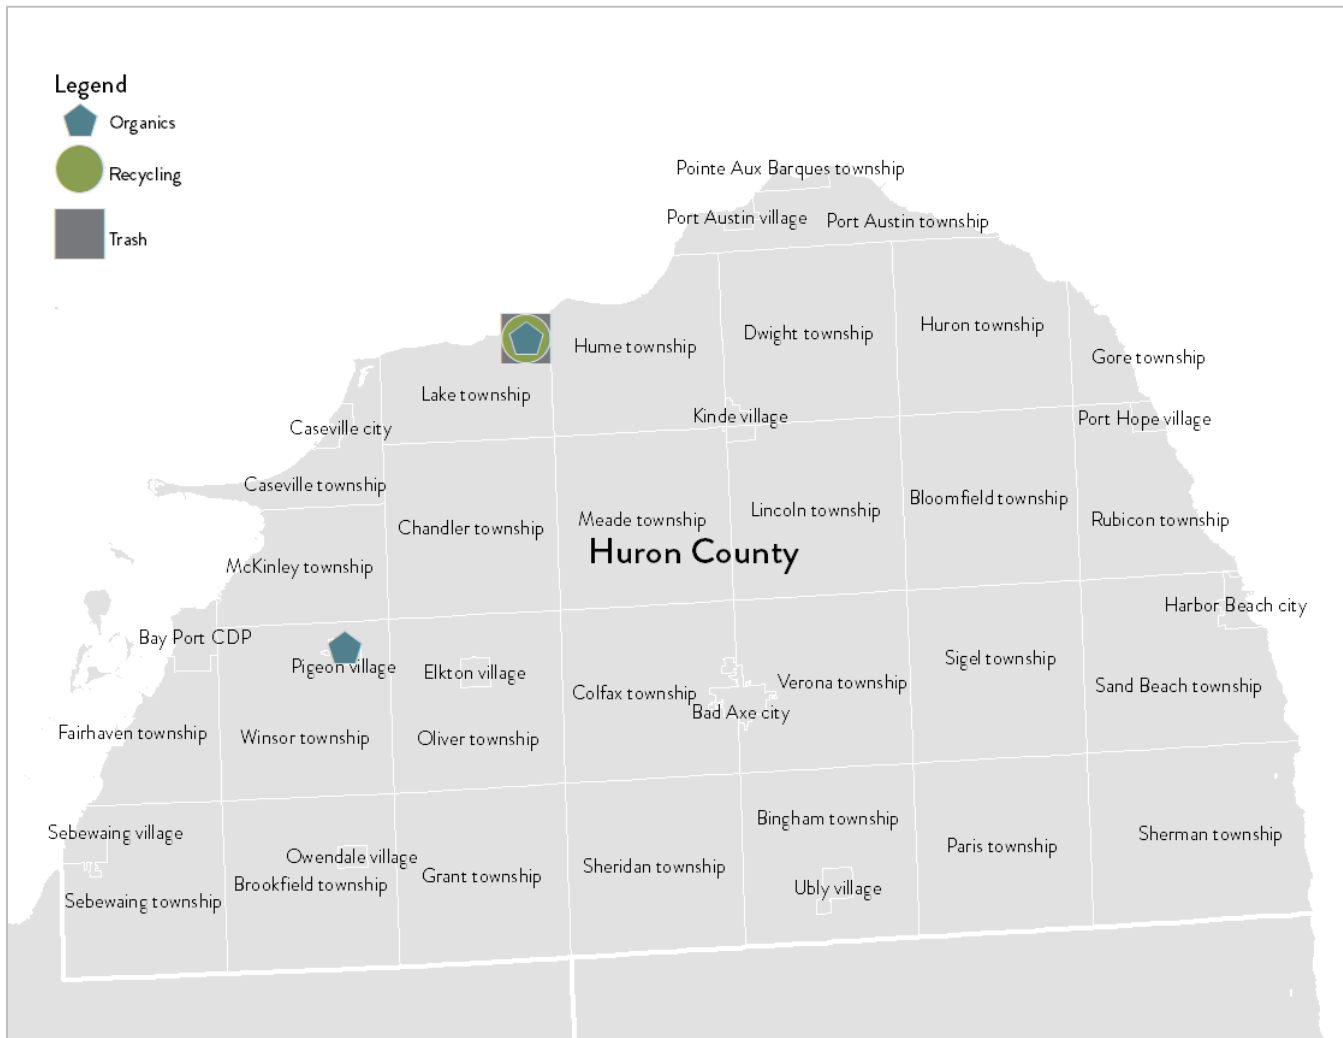 Legend
Organics
Recycling
Trash
Pointe Aux Barques township
Port Austin village
Port Austin township
Huron township
Dwight township
Hume township
Gore township
Lake township
Kinde village
Port Hope village
Caseville city
Caseville township
Bloomfield township
Lincoln township
Meade township
Rubicon township
Chandler township
Huron County
McKinley township
Harbor Beach city
Bay Port CDP
Pigeon village
Elkton village
Sigel township
Verona township
Sand Beach township
Colfax township
Bad Axe city
Fairhaven township
Winsor township
Oliver township
Bingham township
Sebewaing village
Sherman township
Paris township
Owendale village
Sheridan township
Grant township
Brookfield township
Ubly village
Sebewaing township